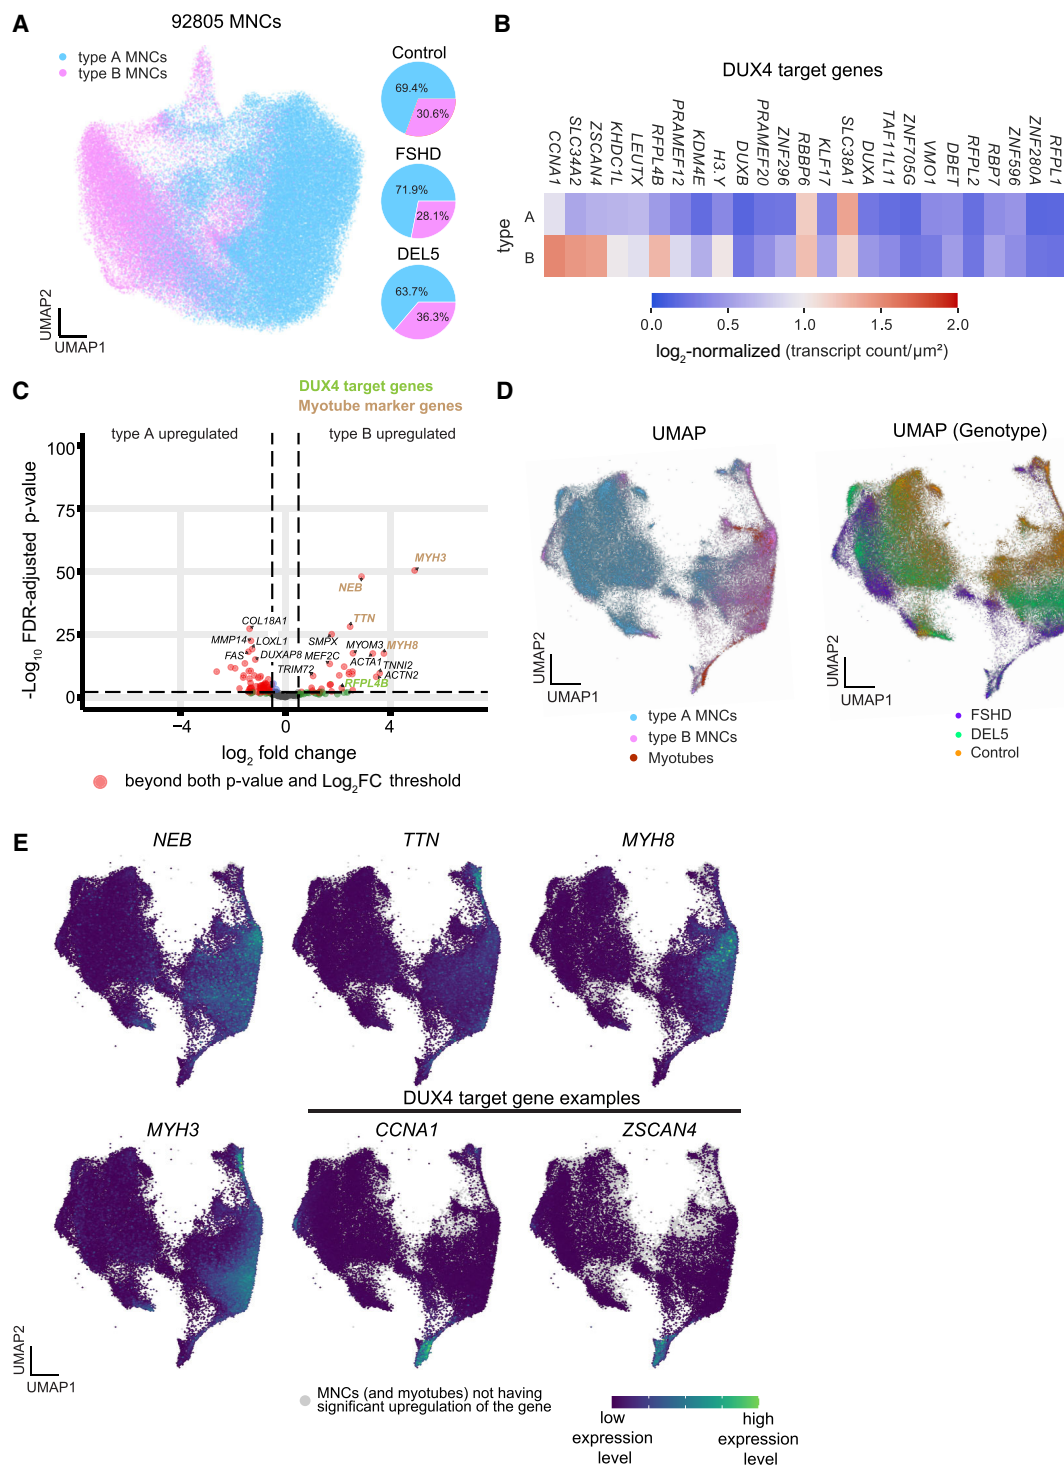 A
92805 MNCs
type A MNCs
type B MNCs
Control
69.4%
30.6%
FSHD
71.9%
28.1%
DEL5
63.7%
36.3%
UMAP2
UMAP1
B
DUX4 target genes
CCNA1
SLC34A2
ZSCAN4
KHDC1L
LEUTX
RFPL4B
PRAMEF12
KDM4E
H3.Y
DUXB
PRAMEF20
ZNF296
RBBP6
KLF17
SLC38A1
DUXA
TAF11L11
ZNF705G
VMO1
DBET
RFPL2
RBP7
ZNF596
ZNF280A
RFPL1
type
A
B
0.0
0.5
1.0
1.5
2.0
log2-normalized (transcript count/µm²)
C
DUX4 target genes
Myotube marker genes
type A upregulated
type B upregulated
-Log10 FDR-adjusted p-value
100
75
50
25
0
MYH3
NEB
TTN
COL18A1
MMP14
LOXL1
SMPX
MYOM3
MYH8
FAS
DUXAP8
MEF2C
ACTA1
TNNI2
TRIM72
ACTN2
RFPL4B
−4
0
4
log2 fold change
beyond both p-value and Log2FC threshold
D
UMAP
UMAP2
UMAP1
type A MNCs
type B MNCs
Myotubes
UMAP (Genotype)
UMAP2
UMAP1
FSHD
DEL5
Control
E
NEB
TTN
MYH8
DUX4 target gene examples
MYH3
CCNA1
ZSCAN4
UMAP2
UMAP1
MNCs (and myotubes) not having
significant upregulation of the gene
low
expression
level
high
expression
level